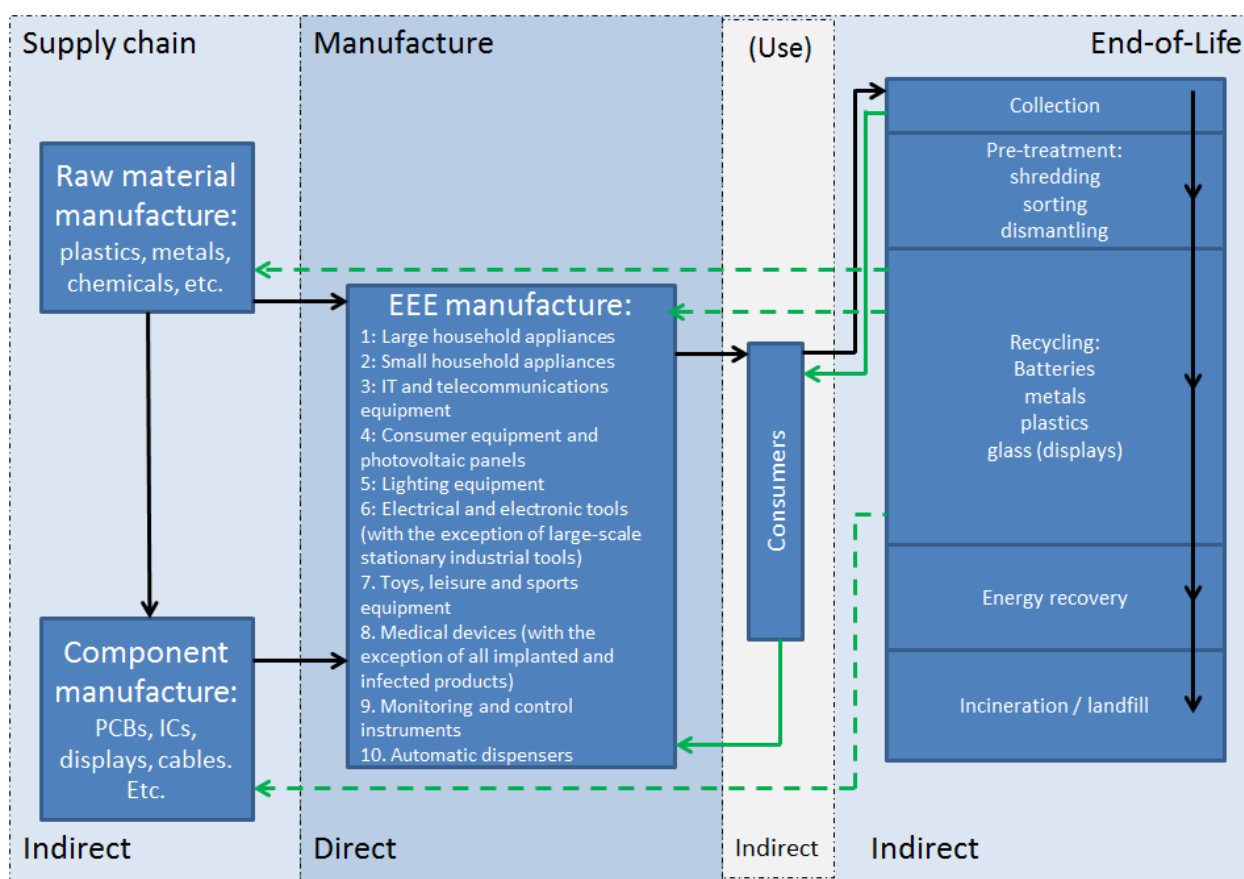 Supply chain
Manufacture
(Use)
End-of-Life
Raw material
manufacture:
plastics, metals,
chemicals, etc.
Component
manufacture:
PCBs, ICs,
displays, cables.
Etc.
EEE manufacture:
1: Large household appliances
2: Small household appliances
3: IT and telecommunications
equipment
4: Consumer equipment and
photovoltaic panels
5: Lighting equipment
6: Electrical and electronic tools
(with the exception of large-scale
stationary industrial tools)
7. Toys, leisure and sports
equipment
8. Medical devices (with the
exception of all implanted and
infected products)
9. Monitoring and control
instruments
10. Automatic dispensers
Consumers
Collection
Pre-treatment:
shredding
sorting
dismantling
Recycling:
Batteries
metals
plastics
glass (displays)
Energy recovery
Incineration / landfill
Indirect
Direct
Indirect
Indirect